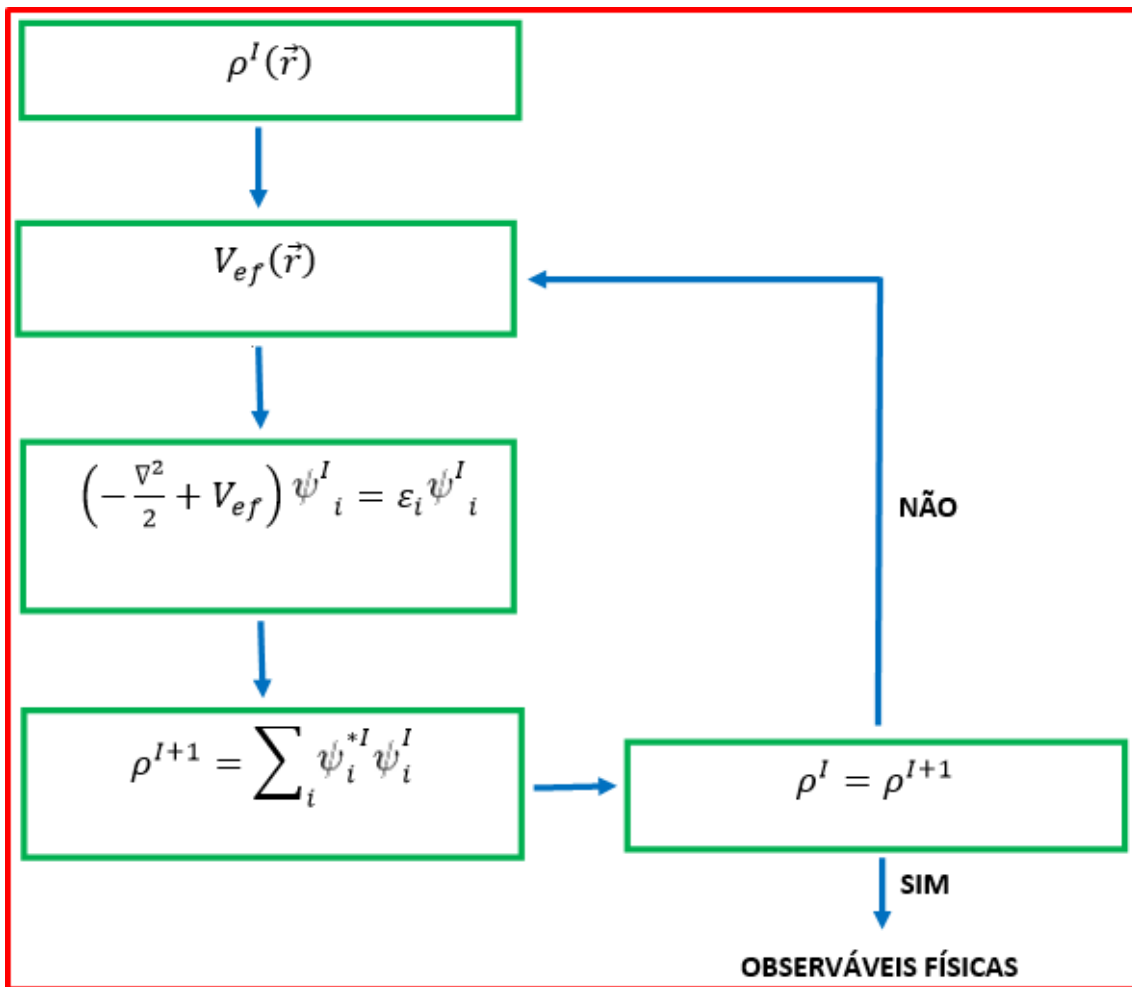 ρ^I(r⃗)
V_ef(r⃗)
(−∇²/2 + V_ef) ψ^I_i = ε_i ψ^I_i
ρ^{I+1} = ∑_i ψ_i^{*I} ψ_i^I
ρ^I = ρ^{I+1}
NÃO
SIM
OBSERVÁVEIS FÍSICAS